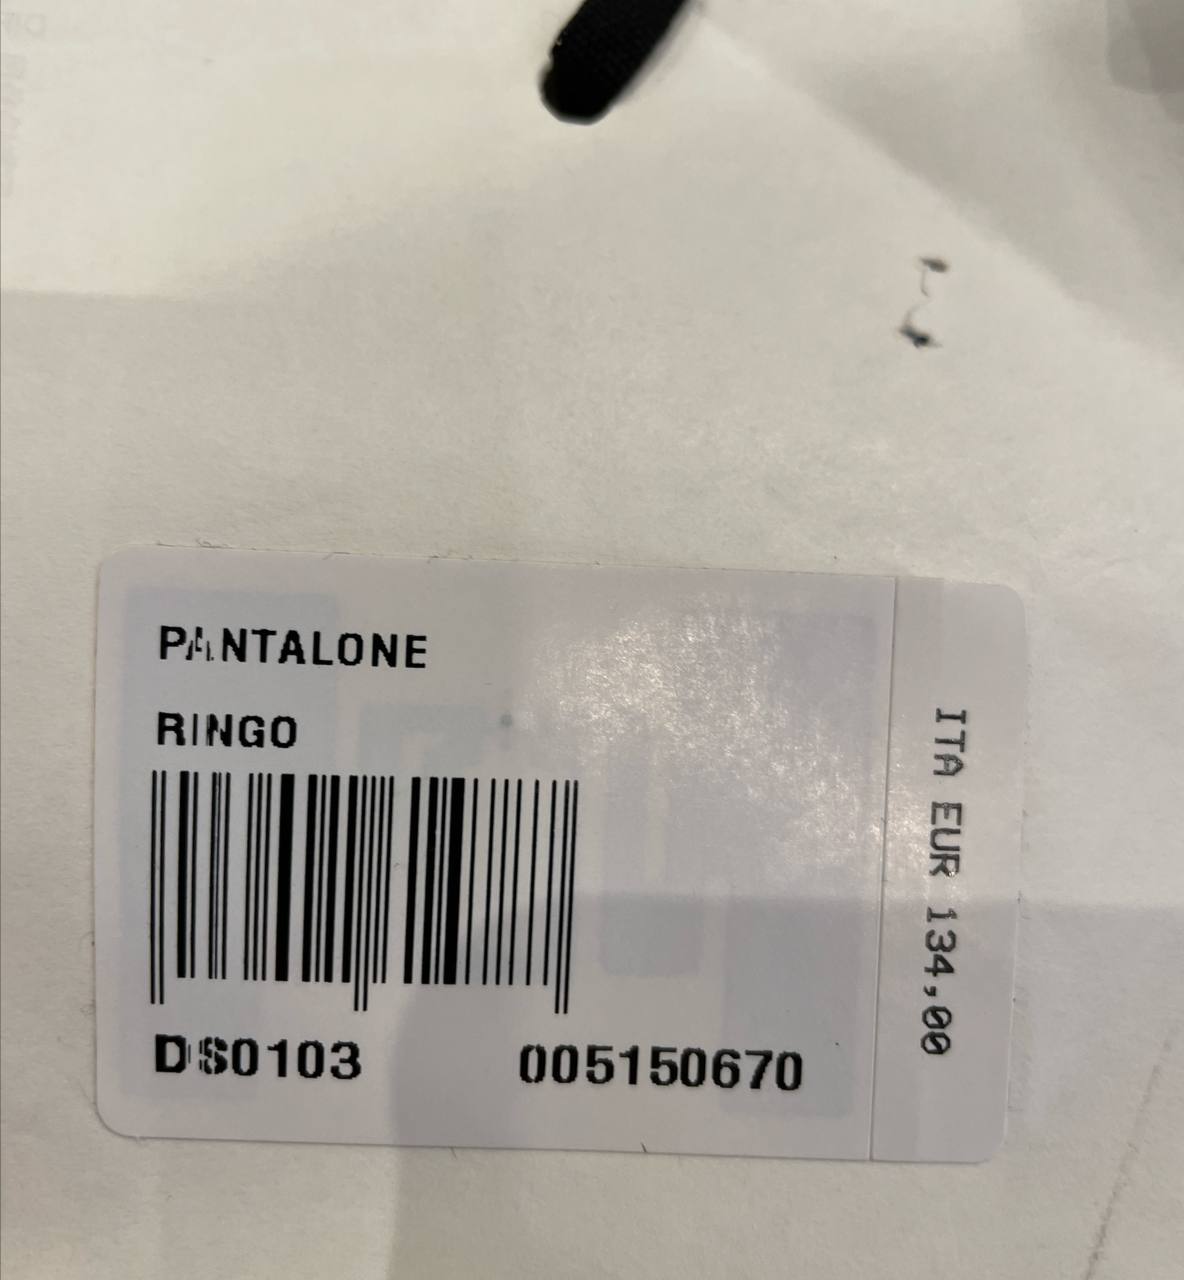 PANTALONE
RINGO
DS0103 005150670
ITA EUR 134,00